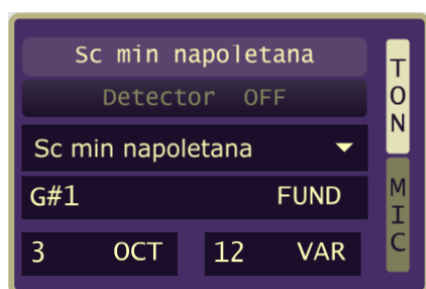 Sc min napoletana
Detector OFF
Sc min napoletana
G#1 FUND
3 OCT 12 VAR
TON
MIC